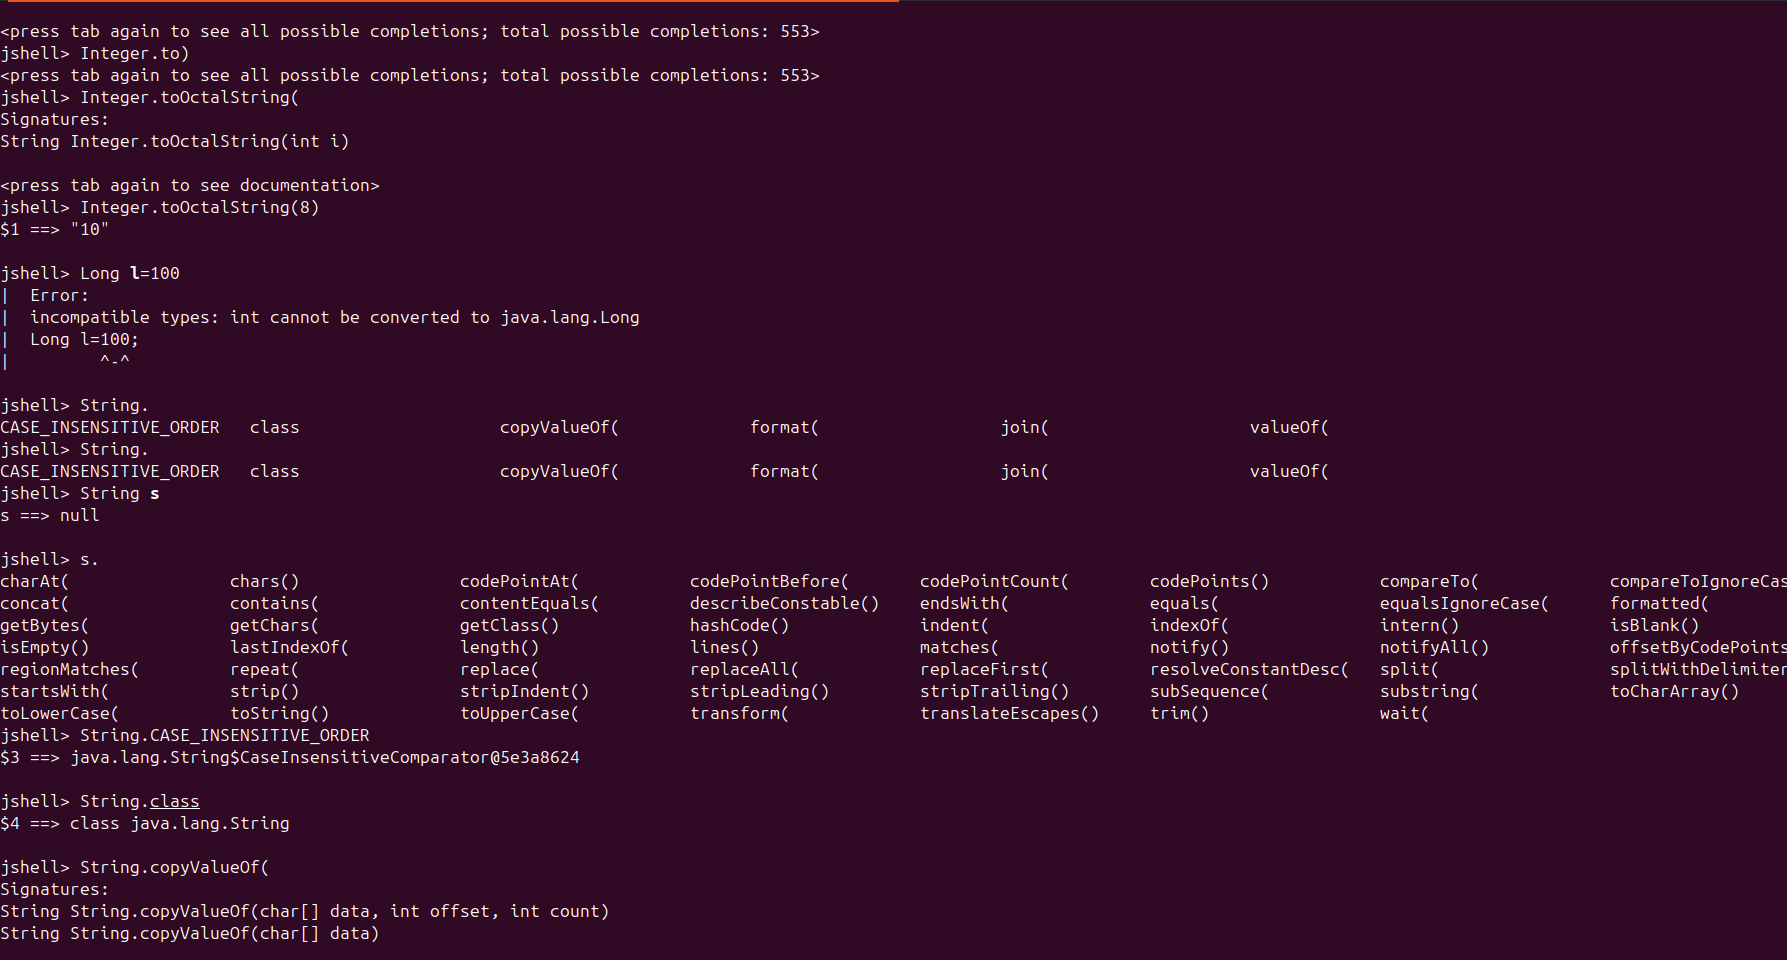 <press tab again to see all possible completions; total possible completions: 553>
jshell> Integer.to)
<press tab again to see all possible completions; total possible completions: 553>
jshell> Integer.toOctalString(
Signatures:
String Integer.toOctalString(int i)

<press tab again to see documentation>
jshell> Integer.toOctalString(8)
$1 ==> "10"

jshell> Long l=100
|  Error:
|  incompatible types: int cannot be converted to java.lang.Long
|  Long l=100;
|         ^-^

jshell> String.
CASE_INSENSITIVE_ORDER   class                    copyValueOf(             format(                  join(                    valueOf(
jshell> String.
CASE_INSENSITIVE_ORDER   class                    copyValueOf(             format(                  join(                    valueOf(
jshell> String s
s ==> null

jshell> s.
charAt(                chars()                codePointAt(           codePointBefore(       codePointCount(        codePoints()           compareTo(             compareToIgnoreCas
concat(                contains(              contentEquals(         describeConstable()    endsWith(              equals(                equalsIgnoreCase(      formatted(
getBytes(              getChars(              getClass()             hashCode()             indent(                indexOf(               intern()               isBlank()
isEmpty()              lastIndexOf(           length()               lines()                matches(               notify()               notifyAll()            offsetByCodePoints
regionMatches(         repeat(                replace(               replaceAll(            replaceFirst(          resolveConstantDesc(   split(                 splitWithDelimiter
startsWith(            strip()                stripIndent()          stripLeading()         stripTrailing()        subSequence(           substring(             toCharArray()
toLowerCase(           toString()             toUpperCase(           transform(             translateEscapes()     trim()                 wait(
jshell> String.CASE_INSENSITIVE_ORDER
$3 ==> java.lang.String$CaseInsensitiveComparator@5e3a8624

jshell> String.class
$4 ==> class java.lang.String

jshell> String.copyValueOf(
Signatures:
String String.copyValueOf(char[] data, int offset, int count)
String String.copyValueOf(char[] data)